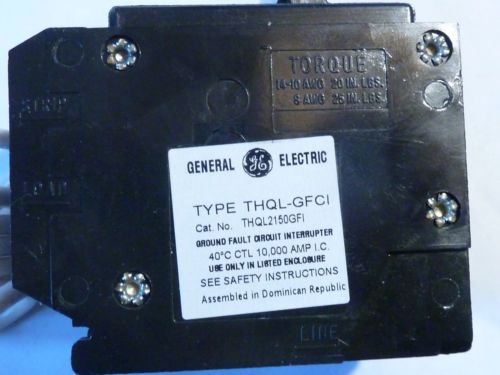 TORQUE
14-10 AWG 20 IN. LBS.
8 AWG 25 IN. LBS.
STRIP
LOAD
GENERAL GE ELECTRIC
TYPE THQL-GFCI
Cat. No. THQL2150GFI
GROUND FAULT CIRCUIT INTERRUPTER
40°C CTL 10,000 AMP I.C.
USE ONLY IN LISTED ENCLOSURE
SEE SAFETY INSTRUCTIONS
Assembled in Dominican Republic
LINE